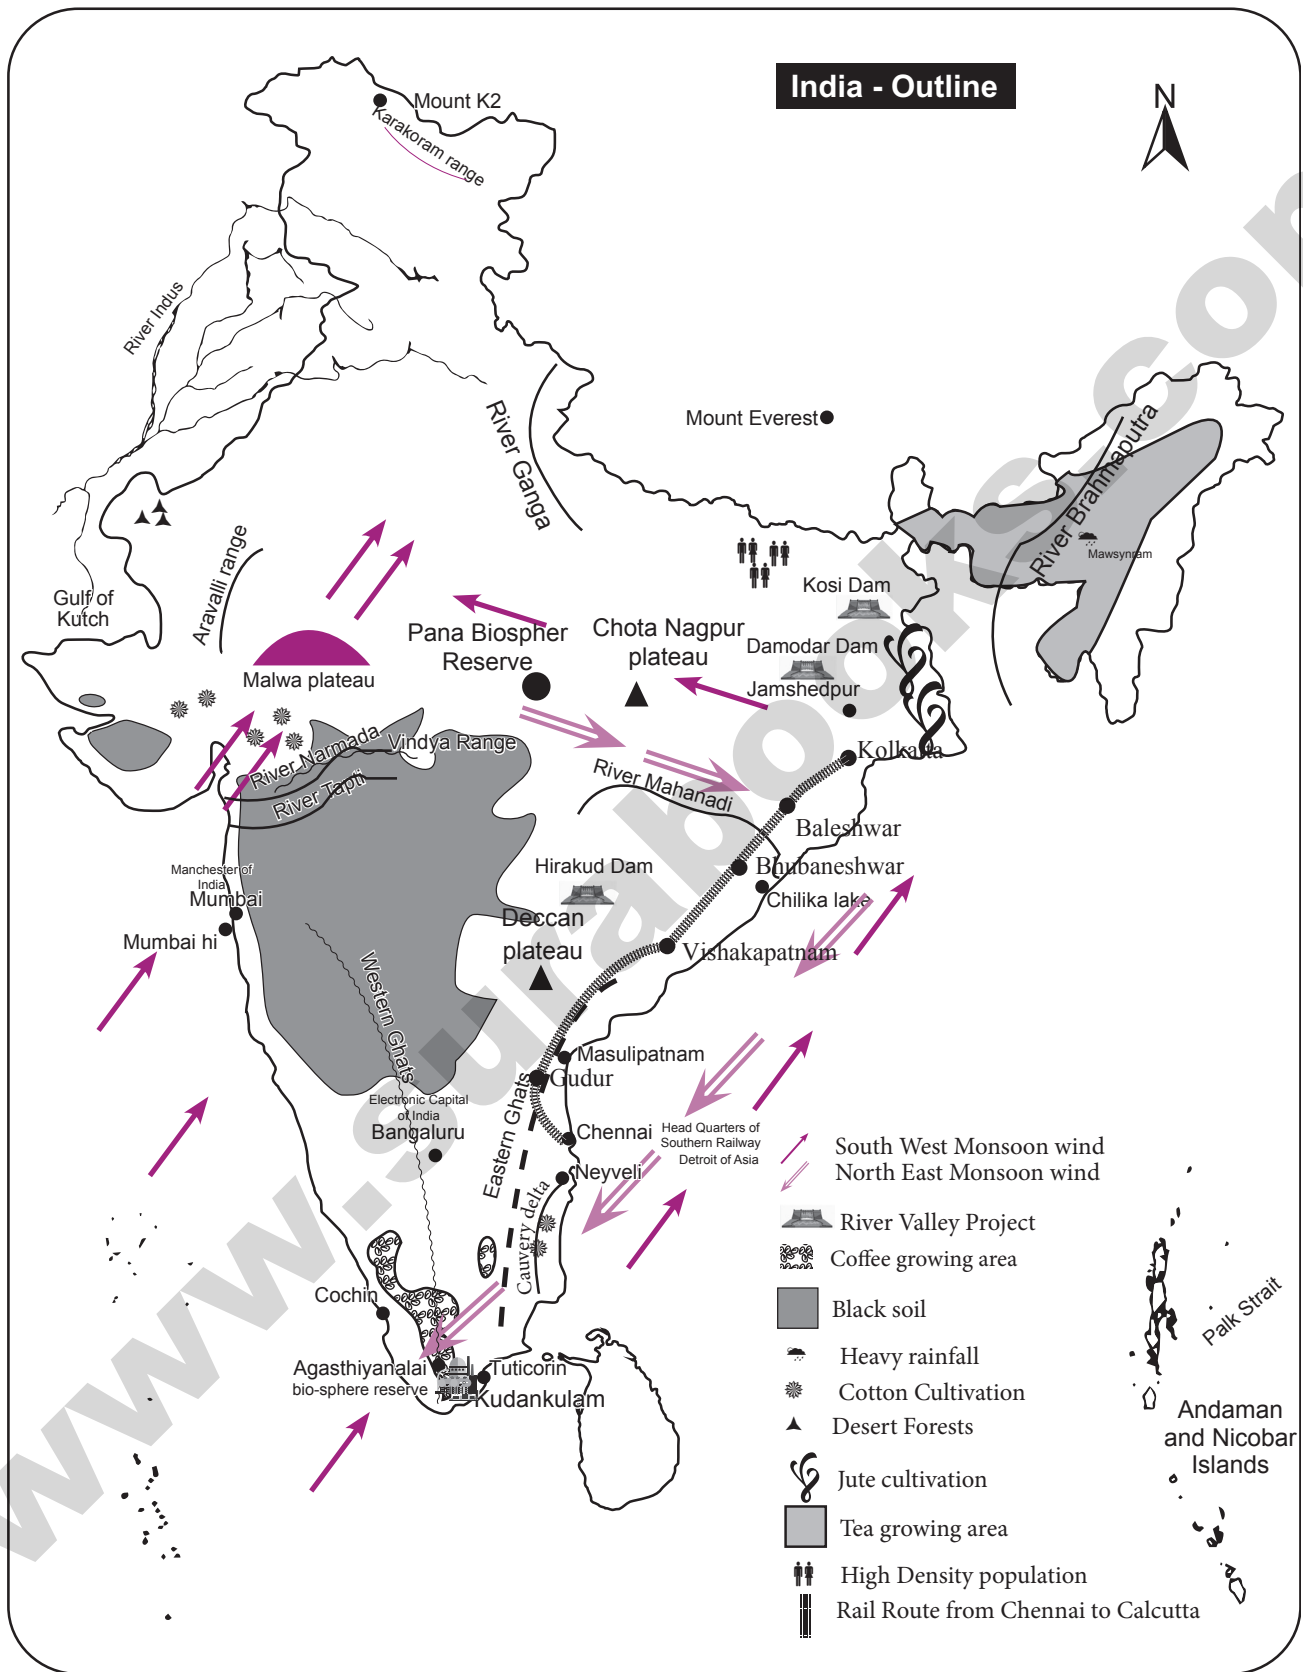 India - Outline
N
Mount K2
Karakoram range
River Indus
River Ganga
Mount Everest
River Brahmaputra
Mawsynram
Aravalli range
Gulf of
Kutch
Kosi Dam
Pana Biospher
Reserve
Chota Nagpur
plateau
Damodar Dam
Malwa plateau
Jamshedpur
River Narmada
Vindya Range
River Tapti
Kolkatta
River Mahanadi
Baleshwar
Manchester of
India
Mumbai
Mumbai hi
Hirakud Dam
Bhubaneshwar
Chilika lake
Deccan
plateau
Vishakapatnam
Western Ghats
Masulipatnam
Gudur
Electronic Capital
of India
Bangaluru
Eastern Ghats
Chennai
Head Quarters of
Southern Railway
Detroit of Asia
Neyveli
Cauvery delta
Cochin
Agasthiyanalai
bio-sphere reserve
Tuticorin
Kudankulam
South West Monsoon wind
North East Monsoon wind
River Valley Project
Coffee growing area
Black soil
Heavy rainfall
Cotton Cultivation
Desert Forests
Jute cultivation
Tea growing area
High Density population
Rail Route from Chennai to Calcutta
Palk Strait
Andaman
and Nicobar
Islands
www.surabooks.com